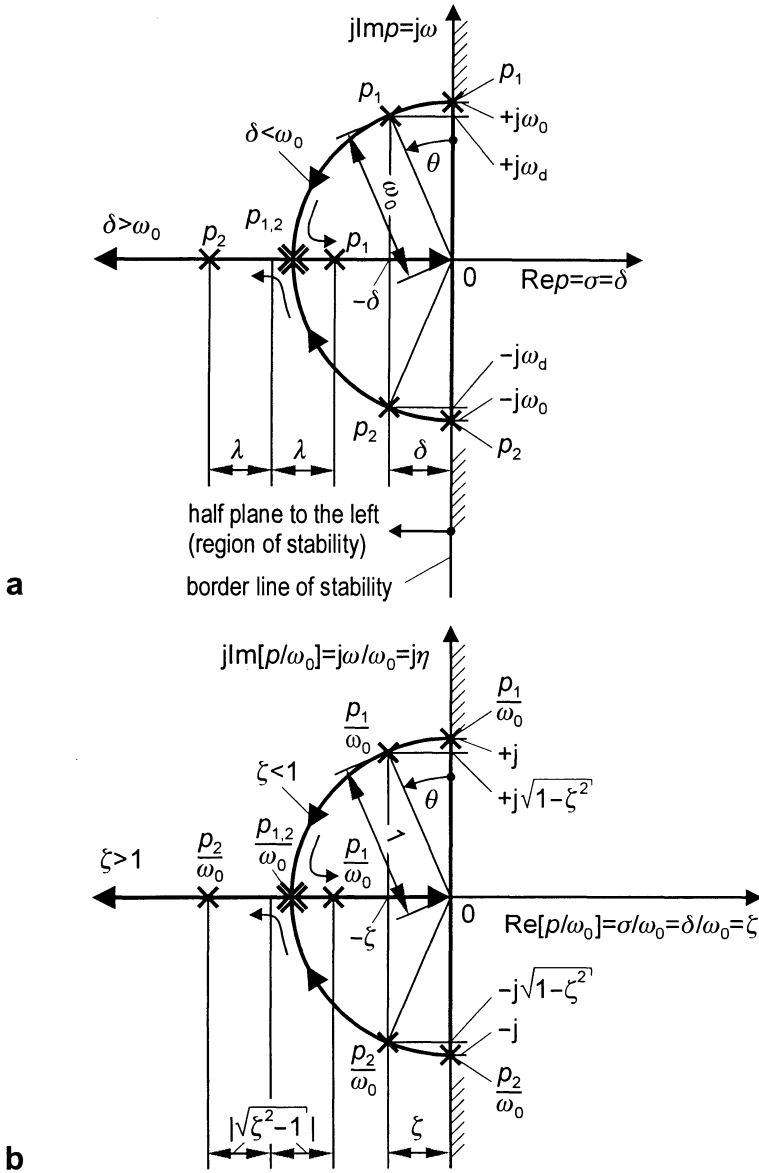 jImp=jω
p₁
p₁
+jω₀
δ<ω₀
θ
+jω_d
ω₀
δ>ω₀
p₂
p₁,₂
p₁
0
−δ
Rep=σ=δ
−jω_d
−jω₀
p₂
p₂
λ
λ
δ
half plane to the left
(region of stability)
a
border line of stability
jIm[p/ω₀]=jω/ω₀=jη
p₁/ω₀
p₁/ω₀
+j
ζ<1
θ
+j√1−ζ²
1
ζ>1
p₂/ω₀
p₁,₂/ω₀
p₁/ω₀
0
−ζ
Re[p/ω₀]=σ/ω₀=δ/ω₀=ζ
−j√1−ζ²
−j
p₂/ω₀
p₂/ω₀
|√ζ²−1|
ζ
b